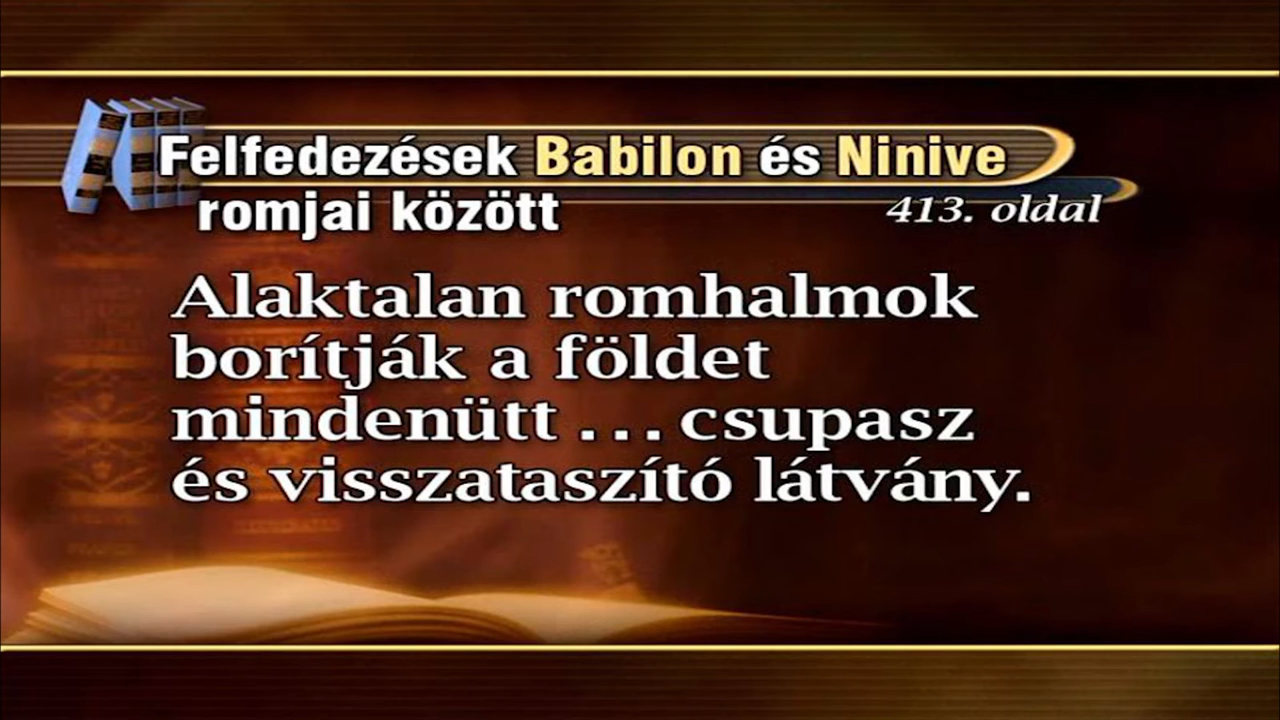 Felfedezések Babilon és Ninive
romjai között
413. oldal
Alaktalan romhalmok
borítják a földet
mindenütt ... csupasz
és visszataszító látvány.